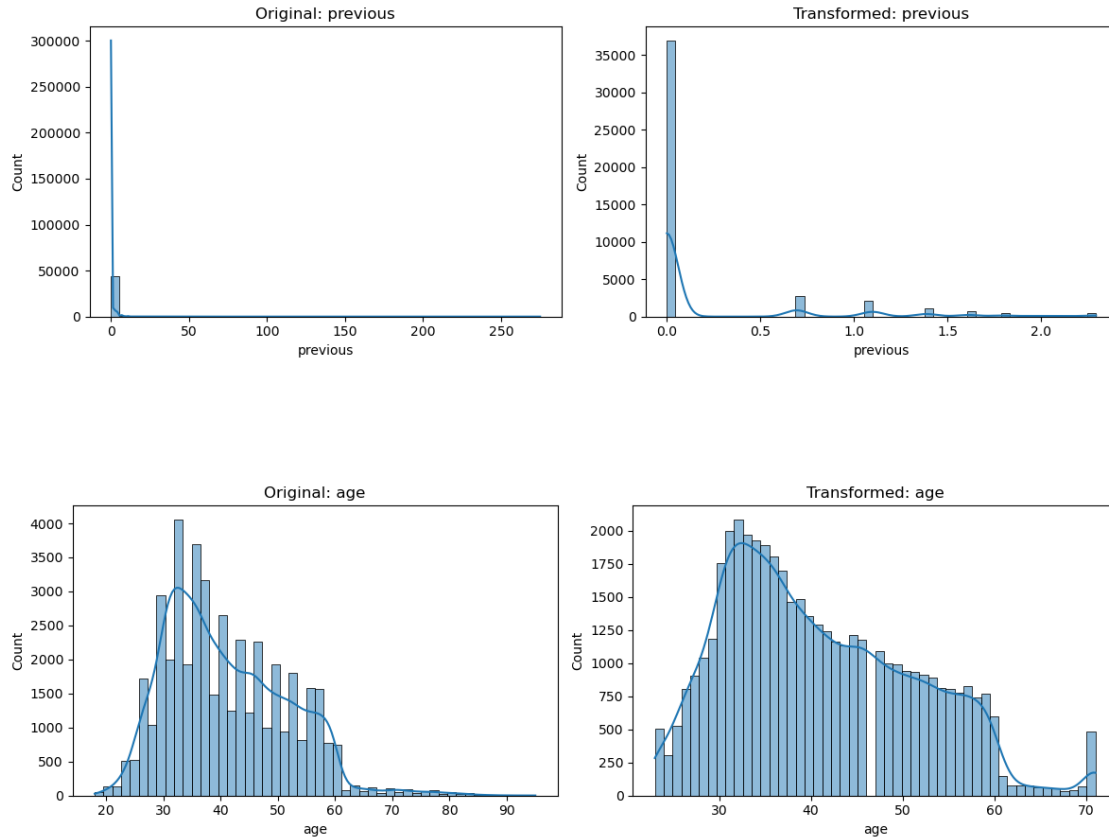 Original: previous
300000
250000
200000
150000
100000
50000
0
Count
0 50 100 150 200 250
previous
Transformed: previous
35000
30000
25000
20000
15000
10000
5000
0
Count
0.0 0.5 1.0 1.5 2.0
previous
Original: age
4000
3500
3000
2500
2000
1500
1000
500
0
Count
20 30 40 50 60 70 80 90
age
Transformed: age
2000
1750
1500
1250
1000
750
500
250
0
Count
30 40 50 60 70
age